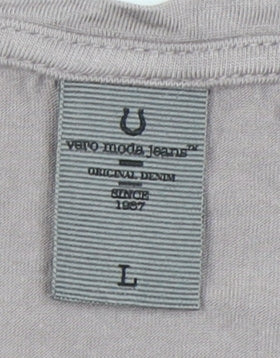 vero moda jeans™
ORIGINAL DENIM
SINCE
1987
L